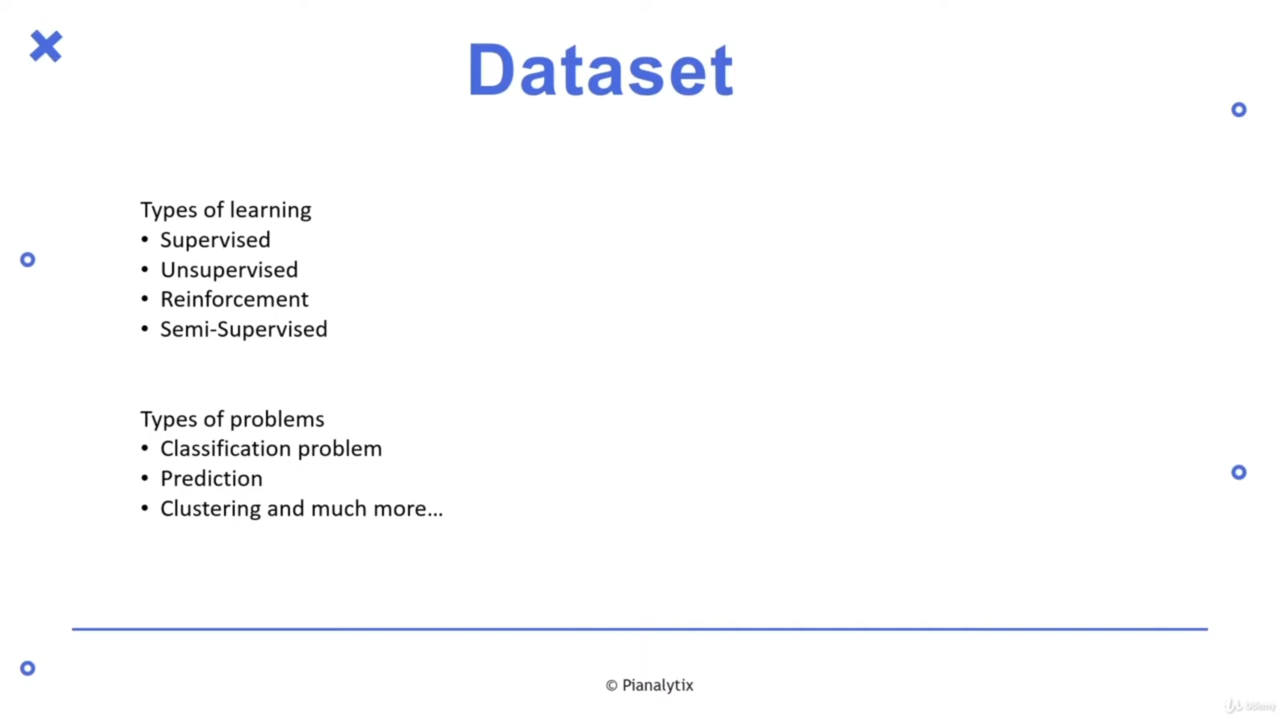 Dataset
Types of learning
• Supervised
• Unsupervised
• Reinforcement
• Semi-Supervised
Types of problems
• Classification problem
• Prediction
• Clustering and much more...
© Pianalytix
Udemy